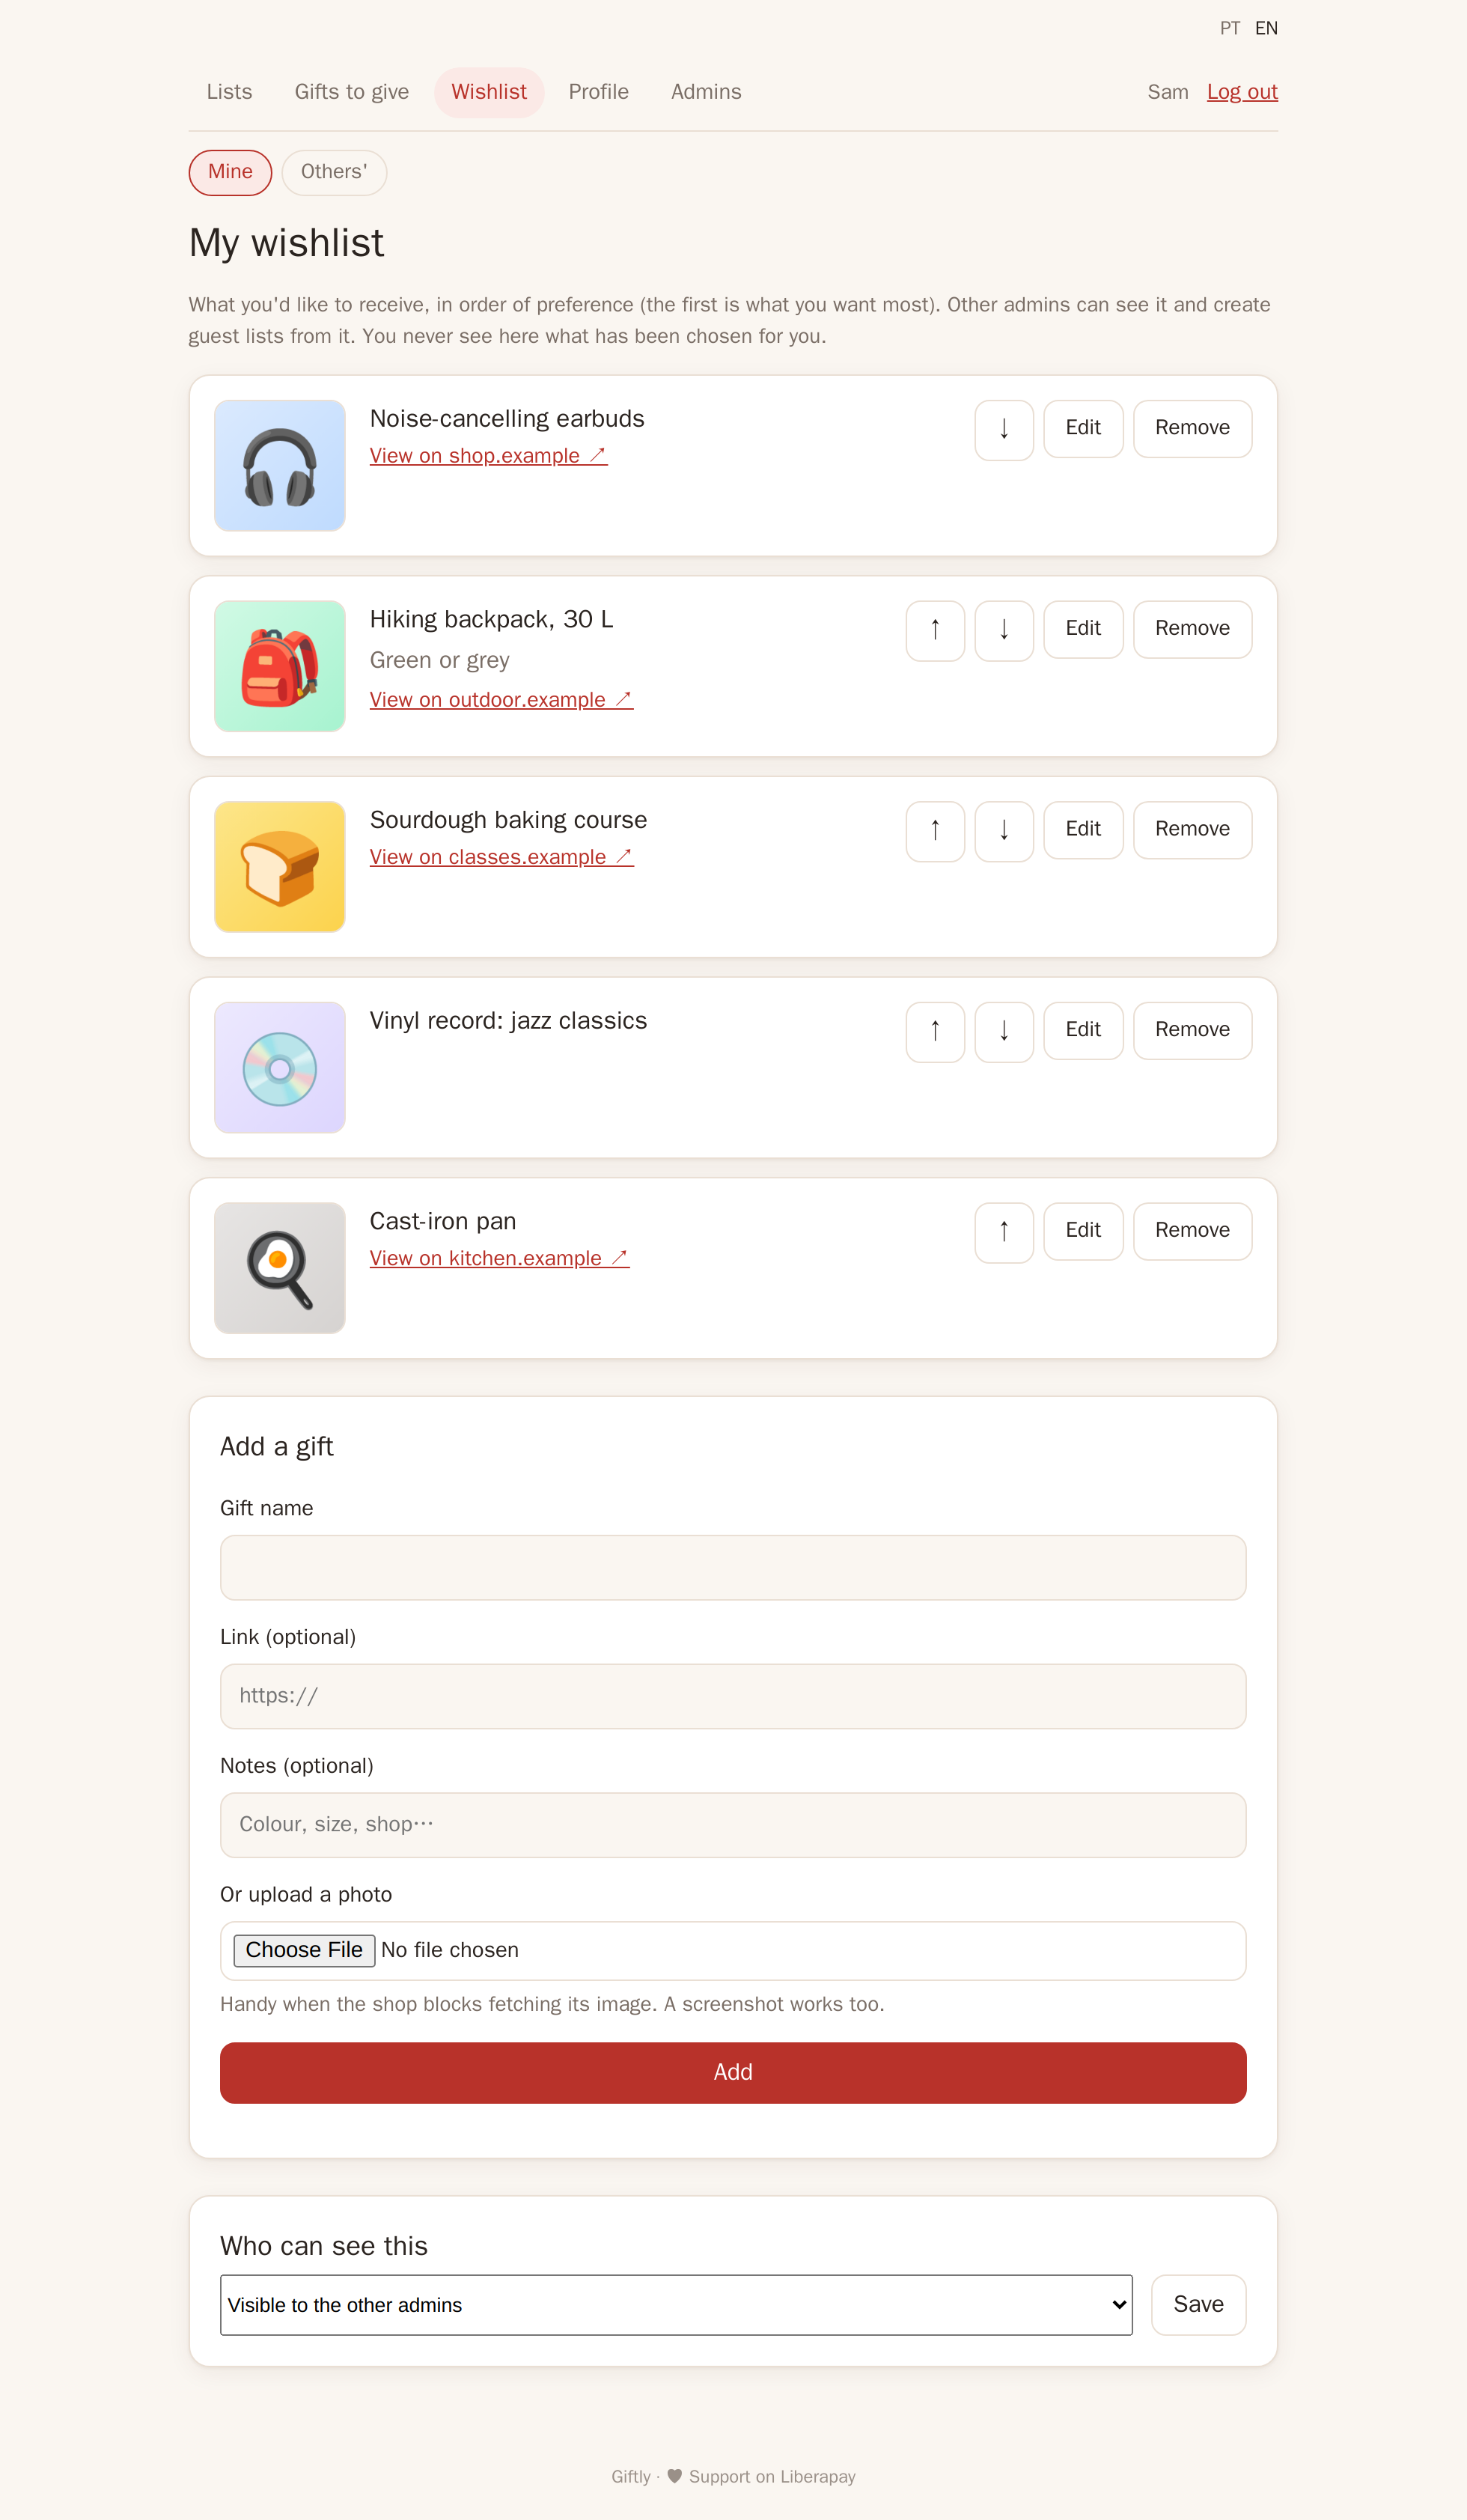 PT EN
Lists Gifts to give Wishlist Profile Admins Sam Log out
Mine Others'
My wishlist
What you'd like to receive, in order of preference (the first is what you want most). Other admins can see it and create
guest lists from it. You never see here what has been chosen for you.
Noise-cancelling earbuds
View on shop.example ↗
↓ Edit Remove
Hiking backpack, 30 L
Green or grey
View on outdoor.example ↗
↑ ↓ Edit Remove
Sourdough baking course
View on classes.example ↗
↑ ↓ Edit Remove
Vinyl record: jazz classics
↑ ↓ Edit Remove
Cast-iron pan
View on kitchen.example ↗
↑ Edit Remove
Add a gift
Gift name
Link (optional)
https://
Notes (optional)
Colour, size, shop…
Or upload a photo
Choose File No file chosen
Handy when the shop blocks fetching its image. A screenshot works too.
Add
Who can see this
Visible to the other admins
Save
Giftly · ♥ Support on Liberapay